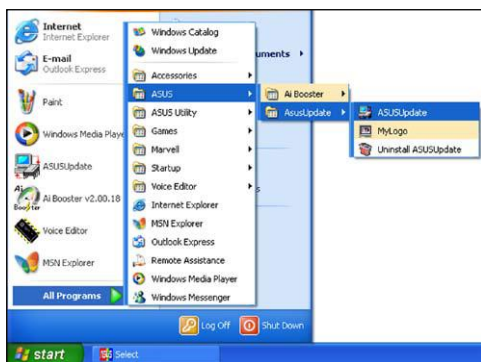 Internet
Internet Explorer
E-mail
Outlook Express
Paint
Windows Media Playe
ASUSUpdate
Ai Booster v2.00.18
Voice Editor
MSN Explorer
All Programs
Windows Catalog
Windows Update
Accessories
ASUS
ASUS Utility
Games
Marvell
Startup
Voice Editor
Internet Explorer
MSN Explorer
Outlook Express
Remote Assistance
Windows Media Player
Windows Messenger
uments
s
Ai Booster
AsusUpdate
ASUSUpdate
MyLogo
Uninstall ASUSUpdate
Log Off
Shut Down
start
Select